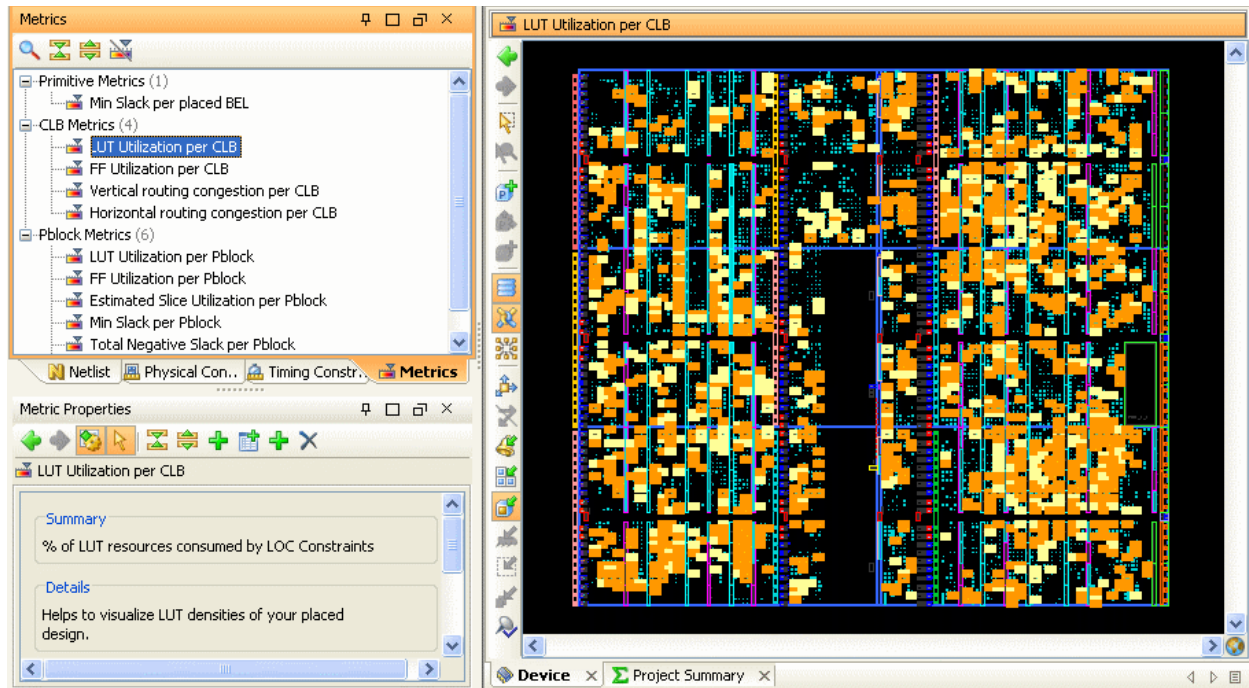 Metrics
Primitive Metrics (1)
Min Slack per placed BEL
CLB Metrics (4)
LUT Utilization per CLB
FF Utilization per CLB
Vertical routing congestion per CLB
Horizontal routing congestion per CLB
Pblock Metrics (6)
LUT Utilization per Pblock
FF Utilization per Pblock
Estimated Slice Utilization per Pblock
Min Slack per Pblock
Total Negative Slack per Pblock
Netlist Physical Con.. Timing Constr.. Metrics
Metric Properties
LUT Utilization per CLB
Summary
% of LUT resources consumed by LOC Constraints
Details
Helps to visualize LUT densities of your placed
design.
LUT Utilization per CLB
Device Project Summary